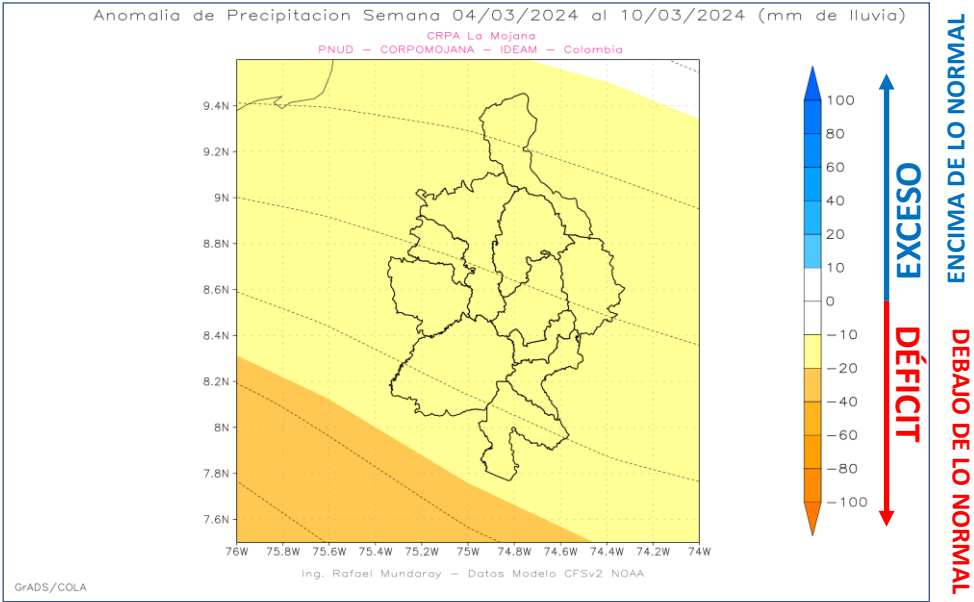 Anomalia de Precipitacion Semana 04/03/2024 al 10/03/2024 (mm de lluvia)
CRPA La Mojana
PNUD – CORPOMOJANA – IDEAM – Colombia
9.4N
9.2N
9N
8.8N
8.6N
8.4N
8.2N
8N
7.8N
7.6N
76W 75.8W 75.6W 75.4W 75.2W 75W 74.8W 74.6W 74.4W 74.2W 74W
100
80
60
40
20
10
0
–10
–20
–40
–60
–80
–100
EXCESO
DÉFICIT
ENCIMA DE LO NORMAL
DEBAJO DE LO NORMAL
Ing. Rafael Mundaray – Datos Modelo CFSv2 NOAA
GrADS/COLA